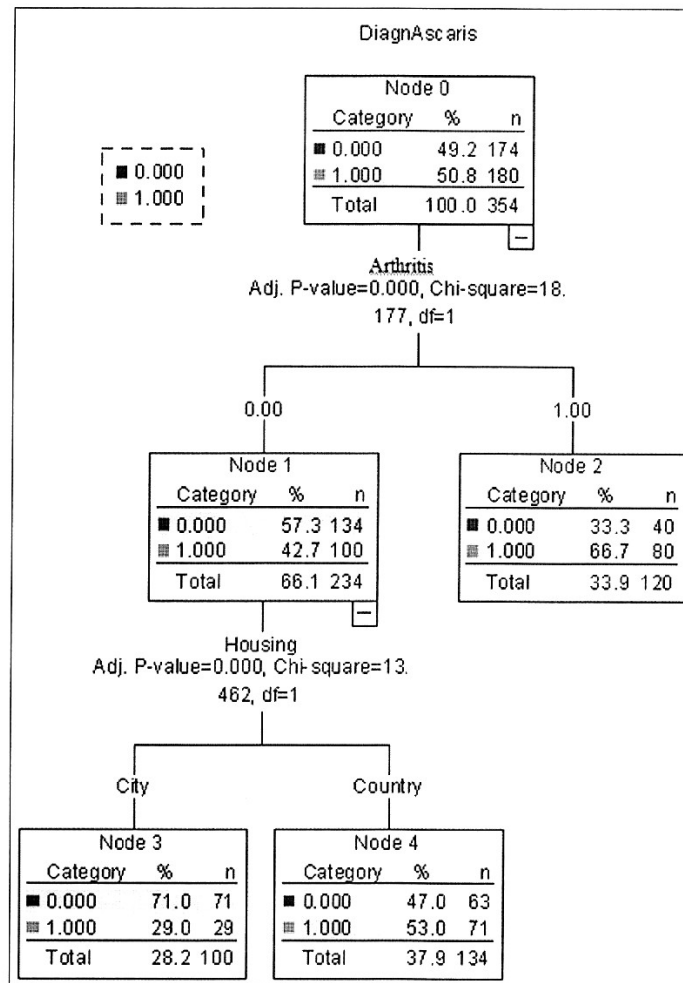 DiagnAscaris
Node 0
Category % n
0.000 49.2 174
1.000 50.8 180
Total 100.0 354
0.000
1.000
Arthritis
Adj. P-value=0.000, Chi-square=18.
177, df=1
0.00
1.00
Node 1
Category % n
0.000 57.3 134
1.000 42.7 100
Total 66.1 234
Node 2
Category % n
0.000 33.3 40
1.000 66.7 80
Total 33.9 120
Housing
Adj. P-value=0.000, Chi-square=13.
462, df=1
City
Country
Node 3
Category % n
0.000 71.0 71
1.000 29.0 29
Total 28.2 100
Node 4
Category % n
0.000 47.0 63
1.000 53.0 71
Total 37.9 134